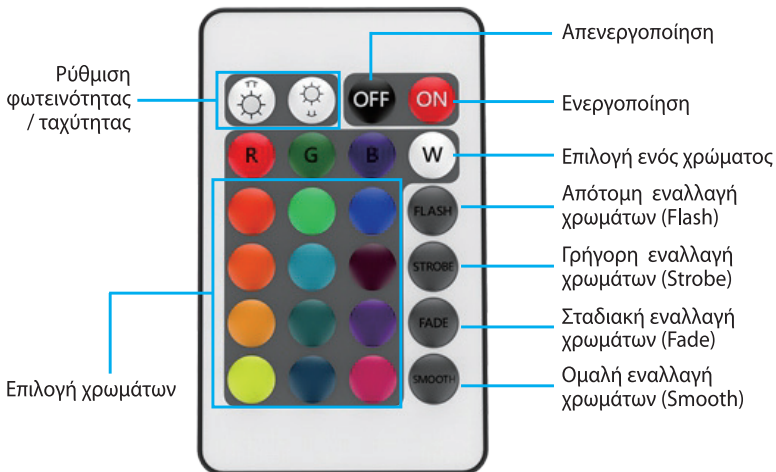 Απενεργοποίηση
Ρύθμιση
φωτεινότητας
/ ταχύτητας
OFF
ON
Ενεργοποίηση
R
G
B
W
Επιλογή ενός χρώματος
FLASH
Απότομη εναλλαγή
χρωμάτων (Flash)
STROBE
Γρήγορη εναλλαγή
χρωμάτων (Strobe)
FADE
Σταδιακή εναλλαγή
χρωμάτων (Fade)
Επιλογή χρωμάτων
SMOOTH
Ομαλή εναλλαγή
χρωμάτων (Smooth)